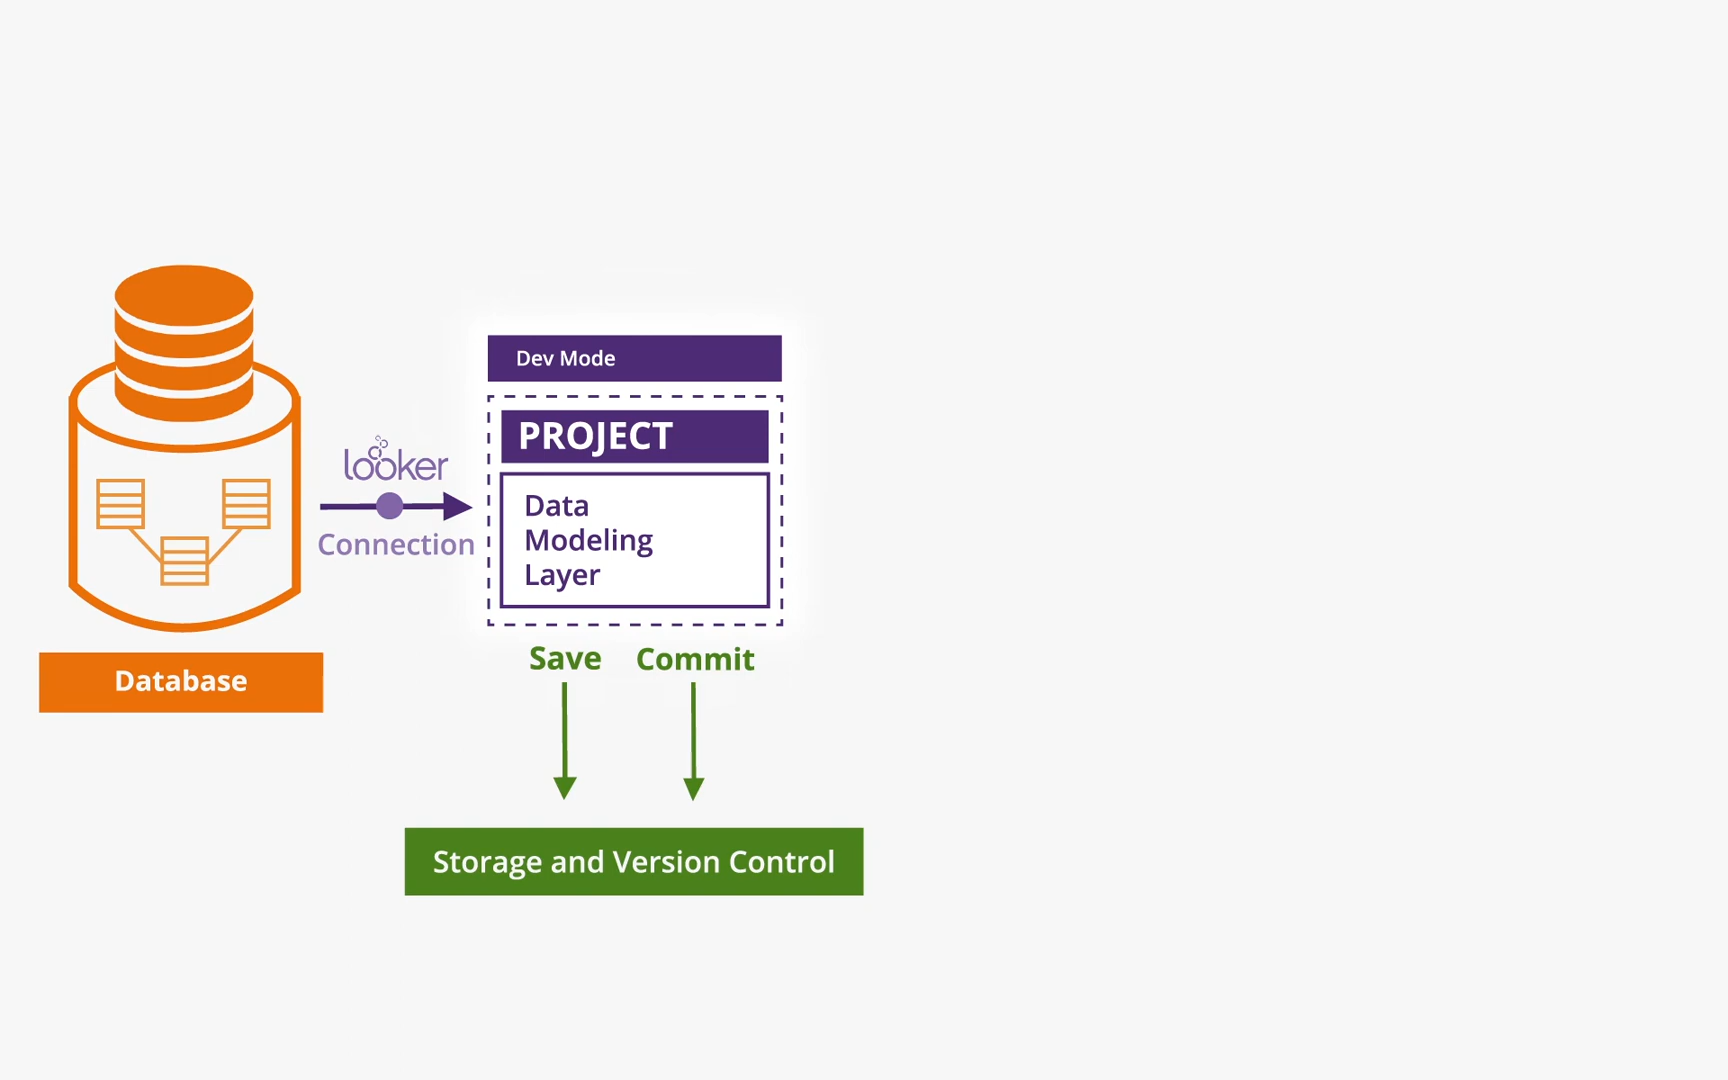 Dev Mode
PROJECT
looker
Connection
Data
Modeling
Layer
Database
Save Commit
Storage and Version Control